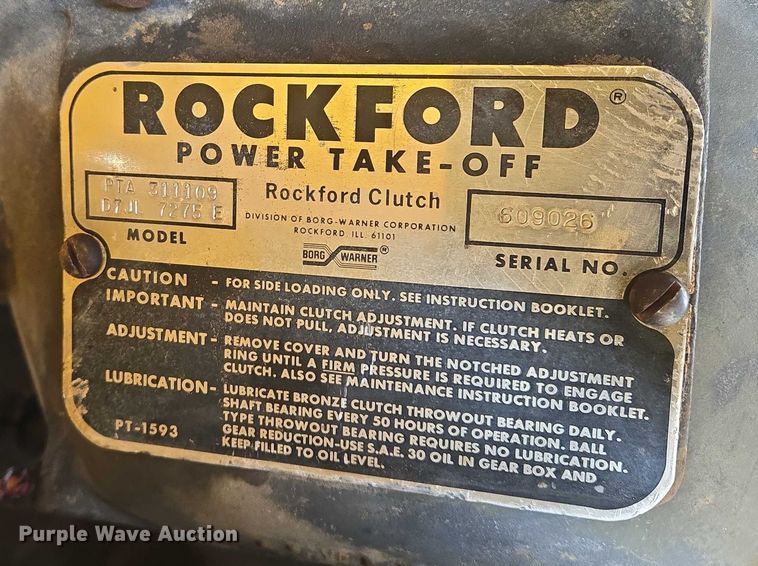 ROCKFORD®
POWER TAKE-OFF
PTA 311109
D7JL 7275 E
MODEL
Rockford Clutch
DIVISION OF BORG-WARNER CORPORATION
ROCKFORD, ILL. 61101
BORG WARNER®
609026
SERIAL NO.
CAUTION - FOR SIDE LOADING ONLY. SEE INSTRUCTION BOOKLET.
IMPORTANT - MAINTAIN CLUTCH ADJUSTMENT. IF CLUTCH HEATS OR
DOES NOT PULL, ADJUSTMENT IS NECESSARY.
ADJUSTMENT - REMOVE COVER AND TURN THE NOTCHED ADJUSTMENT
RING UNTIL A FIRM PRESSURE IS REQUIRED TO ENGAGE
CLUTCH. ALSO SEE MAINTENANCE INSTRUCTION BOOKLET.
LUBRICATION - LUBRICATE BRONZE CLUTCH THROWOUT BEARING DAILY.
SHAFT BEARING EVERY 50 HOURS OF OPERATION. BALL
TYPE THROWOUT BEARING REQUIRES NO LUBRICATION.
GEAR REDUCTION-USE S.A.E. 30 OIL IN GEAR BOX AND
KEEP FILLED TO OIL LEVEL.
PT-1593
Purple Wave Auction